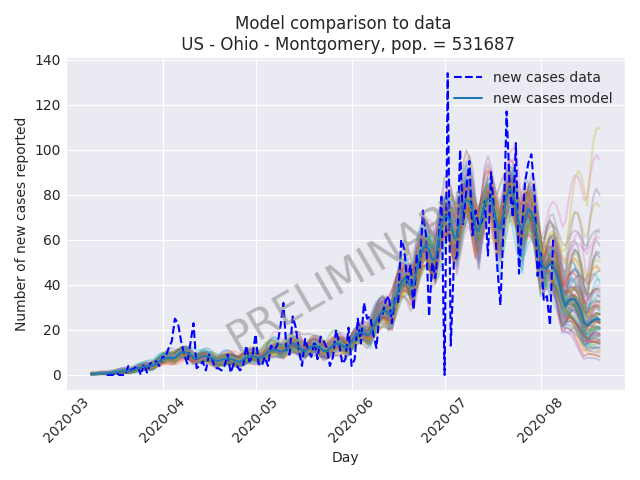 Model comparison to data
US - Ohio - Montgomery, pop. = 531687
new cases data
new cases model
PRELIMINARY
Number of new cases reported
140
120
100
80
60
40
20
0
2020-03
2020-04
2020-05
2020-06
2020-07
2020-08
Day